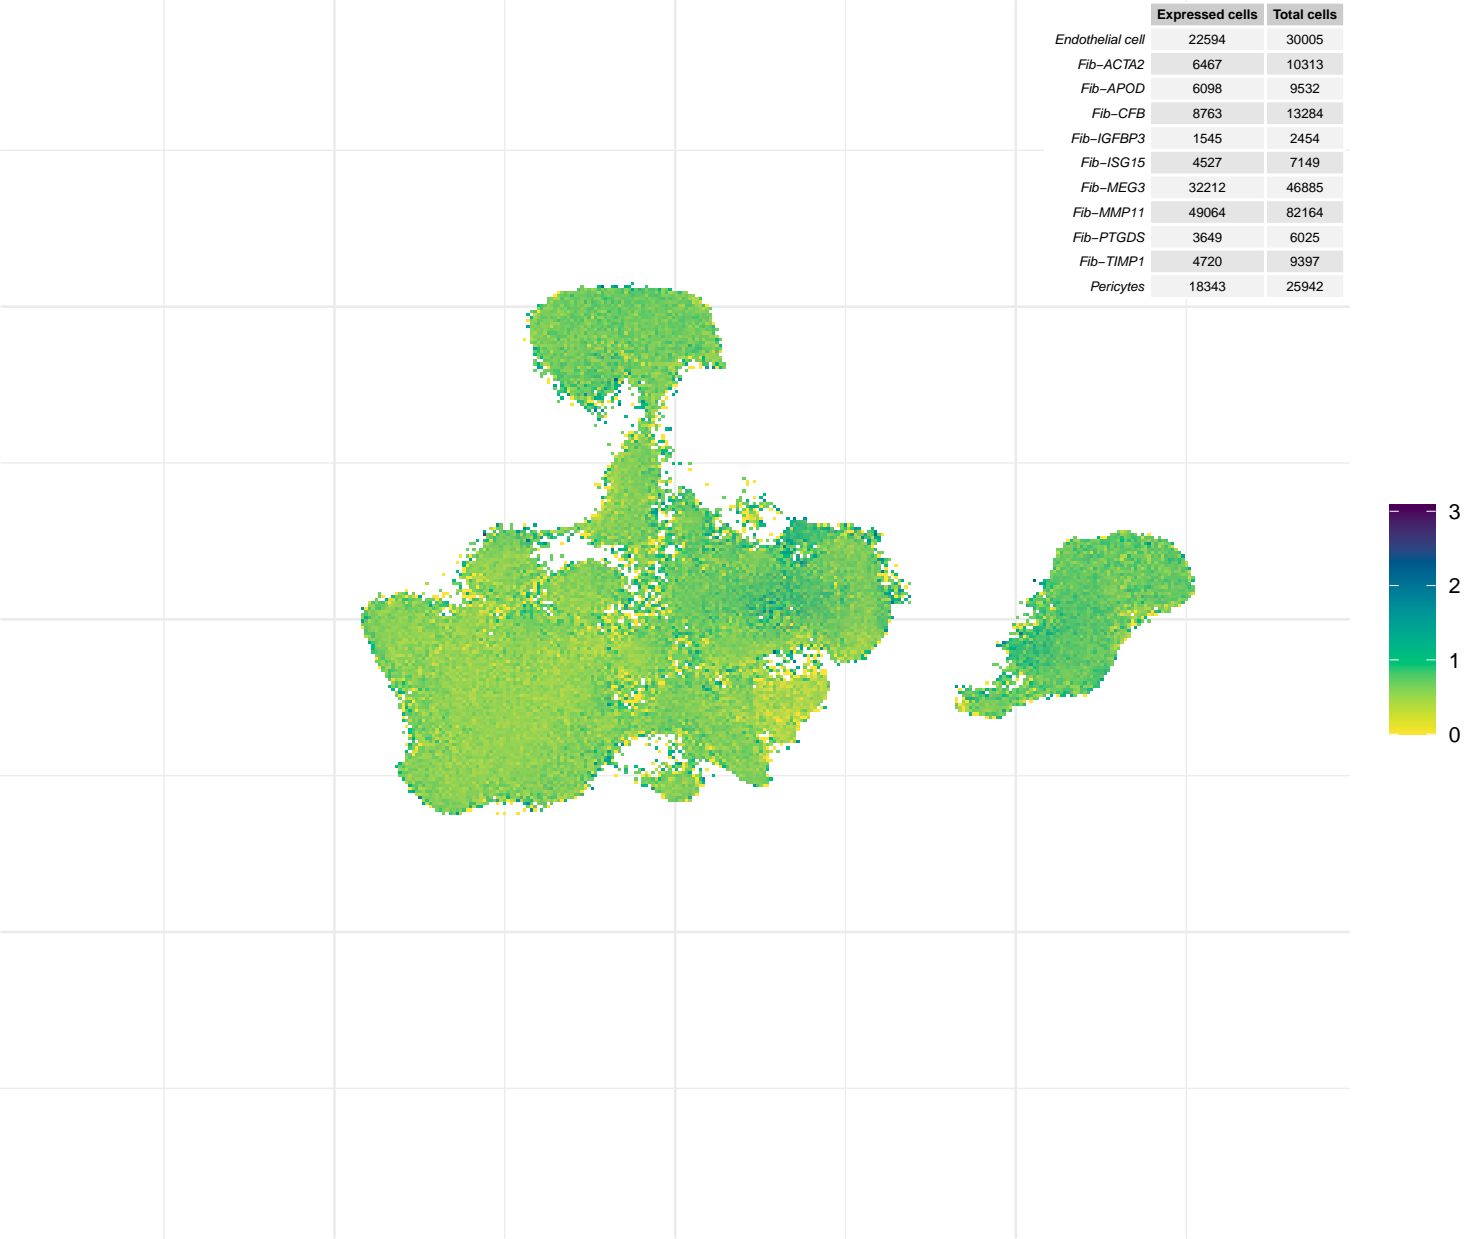 Expressed cells Total cells
Endothelial cell 22594 30005
Fib−ACTA2 6467 10313
Fib−APOD 6098 9532
Fib−CFB 8763 13284
Fib−IGFBP3 1545 2454
Fib−ISG15 4527 7149
Fib−MEG3 32212 46885
Fib−MMP11 49064 82164
Fib−PTGDS 3649 6025
Fib−TIMP1 4720 9397
Pericytes 18343 25942
3
2
1
0